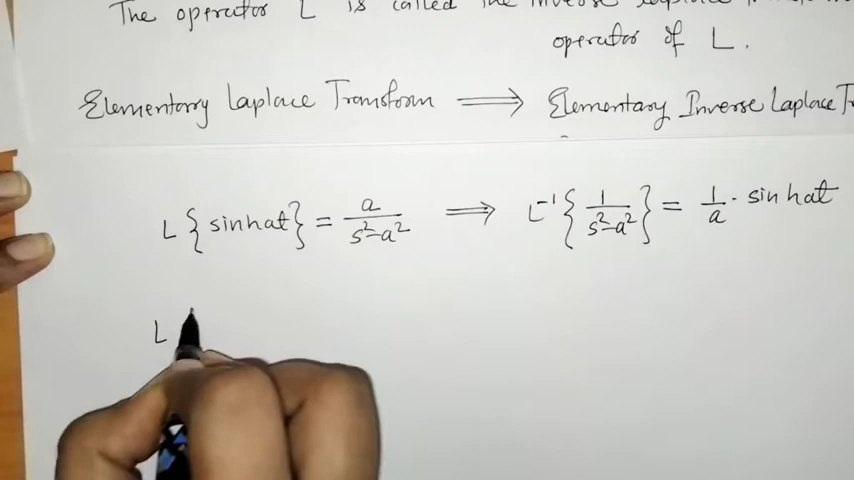 The operator L is called the inverse
operator of L.
Elementary Laplace Transform ⟹ Elementary Inverse Laplace
L { sinhat } = a/(s²-a²) ⟹ L⁻¹ { 1/(s²-a²) } = 1/a · sinhat
L